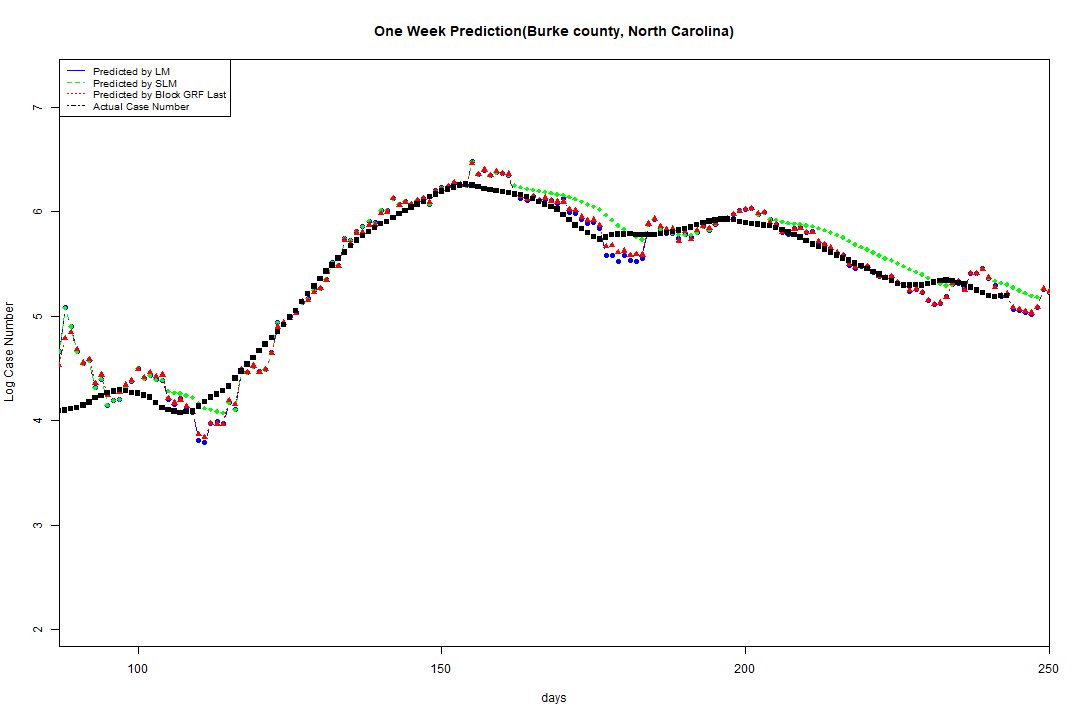 One Week Prediction(Burke county, North Carolina)
Predicted by LM
Predicted by SLM
Predicted by Block GRF Last
Actual Case Number
7
6
5
4
3
2
Log Case Number
100 150 200 250
days